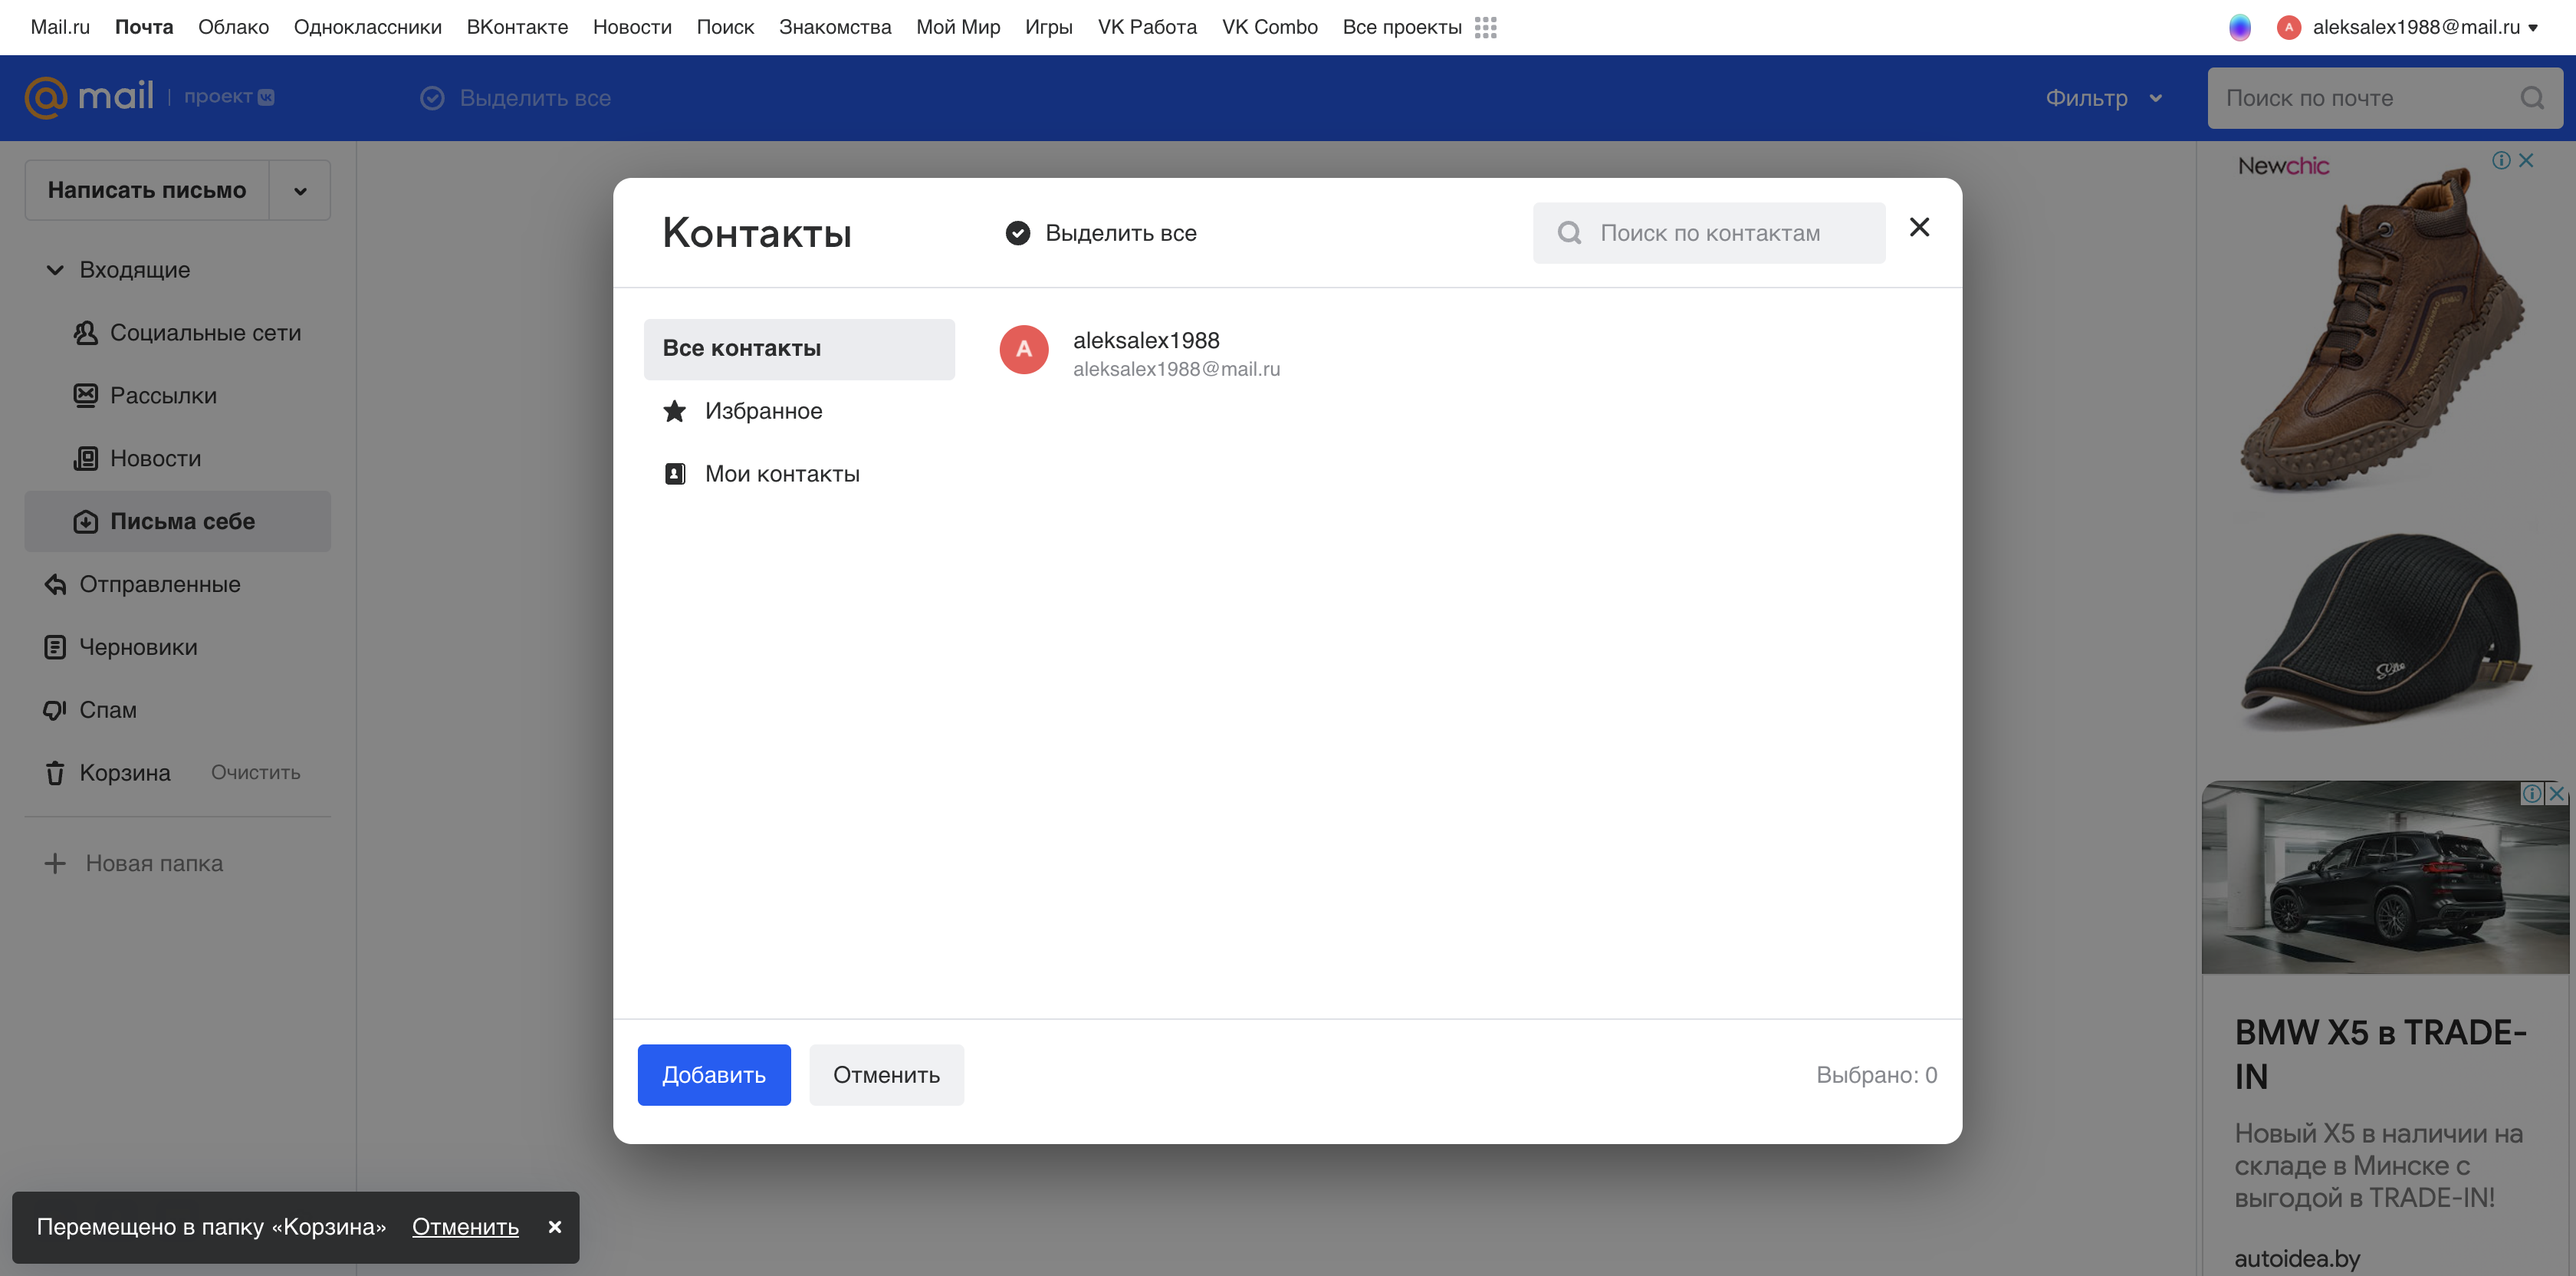 Mail.ru Почта Облако Одноклассники ВКонтакте Новости Поиск Знакомства Мой Мир Игры VK Работа VK Combo Все проекты
A aleksalex1988@mail.ru
@mail проект
Выделить все
Фильтр
Поиск по почте
Написать письмо
Входящие
Социальные сети
Рассылки
Новости
Письма себе
Отправленные
Черновики
Спам
Корзина Очистить
Новая папка
Контакты
Выделить все
Поиск по контактам
Все контакты
Избранное
Мои контакты
A
aleksalex1988
aleksalex1988@mail.ru
Добавить
Отменить
Выбрано: 0
Перемещено в папку «Корзина» Отменить
Newchic
BMW X5 в TRADE-
IN
Новый X5 в наличии на
складе в Минске с
выгодой в TRADE-IN!
autoidea.by